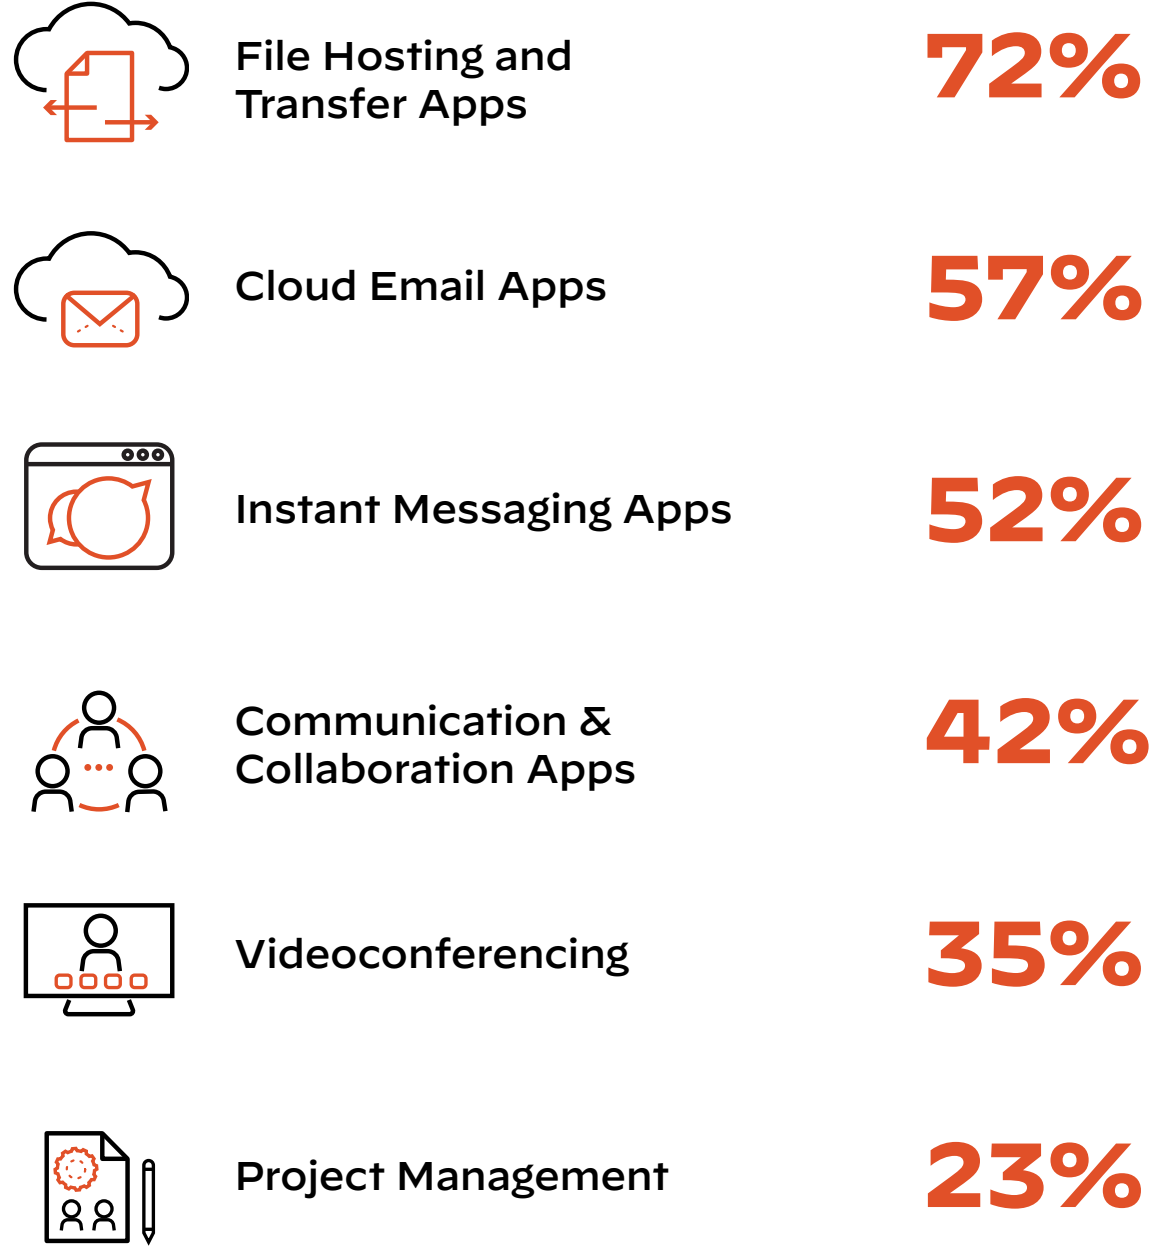 File Hosting and
Transfer Apps
72%
Cloud Email Apps
57%
Instant Messaging Apps
52%
Communication &
Collaboration Apps
42%
Videoconferencing
35%
Project Management
23%